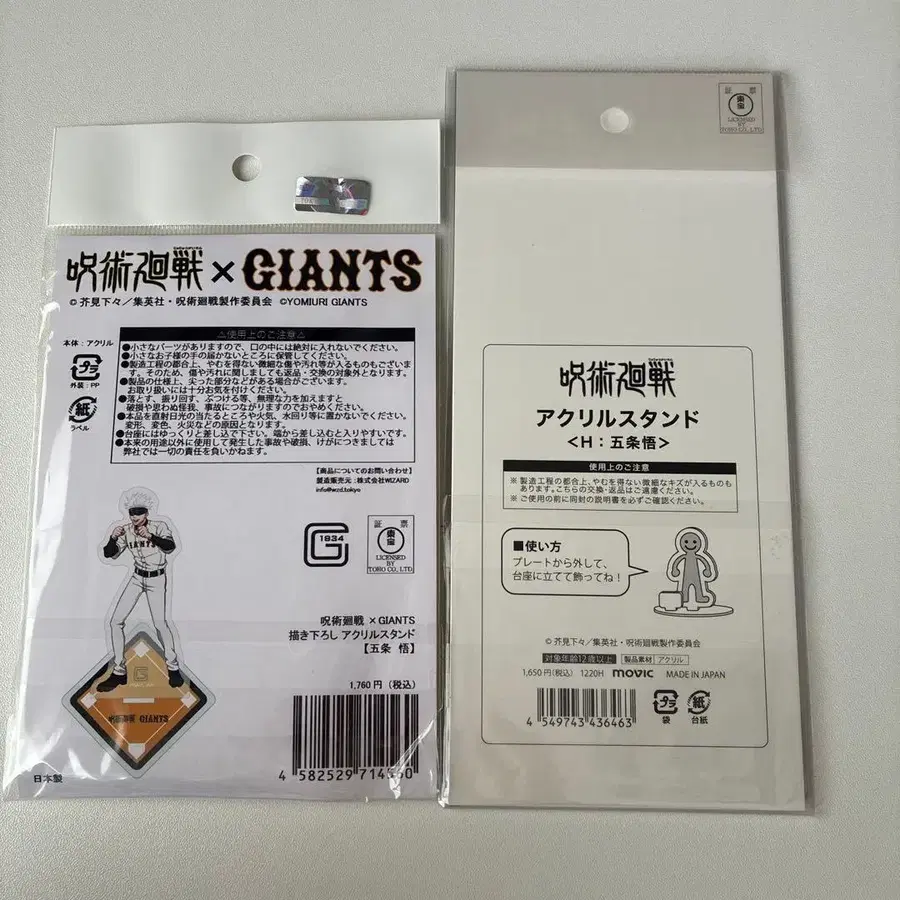 呪術廻戦 × GIANTS
© 芥見下々／集英社・呪術廻戦製作委員会 ©YOMIURI GIANTS
本体：アクリル
プラ
外装：PP
紙
ラベル
⚠使用上のご注意⚠
●小さなパーツがありますので、口の中には絶対に入れないでください。
●小さなお子様の手の届かないところに保管してください。
●製造工程の都合上、やむを得ない微細な傷や汚れ等が入るものもございま
す。そのため、傷や汚れに関しましても返品・交換の対象外となります。
●製品の仕様上、尖った部分などがある場合がございます。
お取り扱いには十分お気を付けください。
●落とす、振り回す、ぶつける等、無理な力を加えますと
破損や思わぬ怪我、事故につながりますのでおやめください。
●本品を直射日光の当たるところや火気、水回り等に置かないでください。
変形、変色、火災などの原因となります。
●台座にはゆっくりと差し込で下さい。端から差し込むと入りやすいです。
●本来の用途以外に使用して発生した事故や破損、けがにつきましては
弊社では一切の責任を負いかねます。
【商品についてのお問い合わせ】
製造販売元：株式会社WIZARD
info@wzd.tokyo
GIANTS
G
呪術廻戦 GIANTS
G 1934
証 票
東宝
LICENSED
BY
TOHO CO., LTD.
呪術廻戦 ×GIANTS
描き下ろし アクリルスタンド
【五条 悟】
1,760 円（税込）
日本製
証 票
東宝
LICENSED
BY
TOHO CO., LTD.
呪術廻戦
アクリルスタンド
＜H：五条悟＞
使用上のご注意
※ 製造工程の都合上、やむを得ない微細なキズが入るものも
あります。こちらの交換・返品はご遠慮ください。
※ ご使用の前に同封の説明書を必ずご確認ください。
■使い方
プレートから外して、
台座に立てて飾ってね！
© 芥見下々／集英社・呪術廻戦製作委員会
対象年齢12歳以上 製品素材 アクリル
1,650円（税込） 1220H movic MADE IN JAPAN
4 549743 436463
プラ
袋
紙
台紙